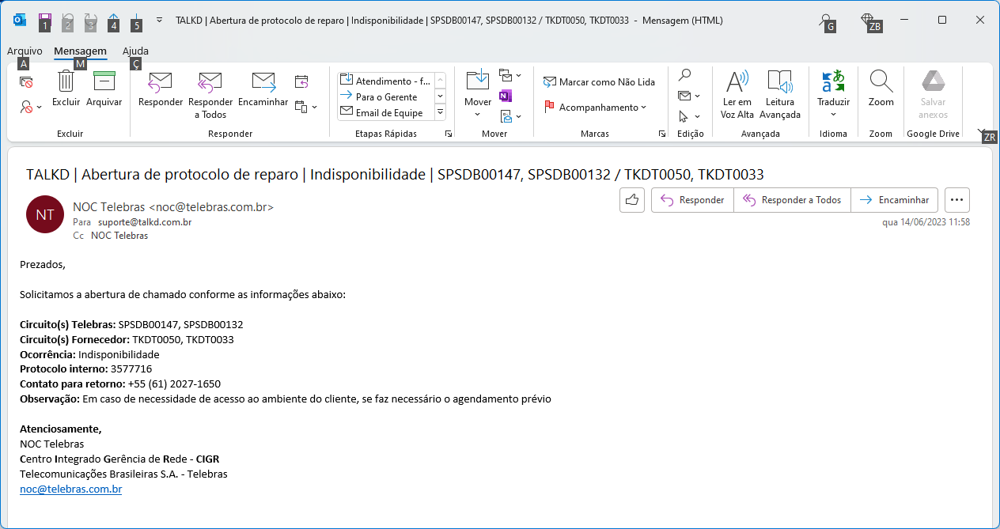 1 2 3 4 5 TALKD | Abertura de protocolo de reparo | Indisponibilidade | SPSDB00147, SPSDB00132 / TKDT0050, TKDT0033 - Mensagem (HTML) G ZB
Arquivo Mensagem Ajuda
A M Ç
Excluir Arquivar
Responder Responder a Todos Encaminhar
Atendimento - f...
Para o Gerente
Email de Equipe
Mover
Marcar como Não Lida
Acompanhamento
Ler em Voz Alta
Leitura Avançada
Traduzir
Zoom
Salvar anexos
Excluir Responder Etapas Rápidas Mover Marcas Edição Avançada Idioma Zoom Google Drive ZR
TALKD | Abertura de protocolo de reparo | Indisponibilidade | SPSDB00147, SPSDB00132 / TKDT0050, TKDT0033
NT
NOC Telebras <noc@telebras.com.br>
Para suporte@talkd.com.br
Cc NOC Telebras
Responder Responder a Todos Encaminhar
qua 14/06/2023 11:58
Prezados,
Solicitamos a abertura de chamado conforme as informações abaixo:
Circuito(s) Telebras: SPSDB00147, SPSDB00132
Circuito(s) Fornecedor: TKDT0050, TKDT0033
Ocorrência: Indisponibilidade
Protocolo interno: 3577716
Contato para retorno: +55 (61) 2027-1650
Observação: Em caso de necessidade de acesso ao ambiente do cliente, se faz necessário o agendamento prévio
Atenciosamente,
NOC Telebras
Centro Integrado Gerência de Rede - CIGR
Telecomunicações Brasileiras S.A. - Telebras
noc@telebras.com.br